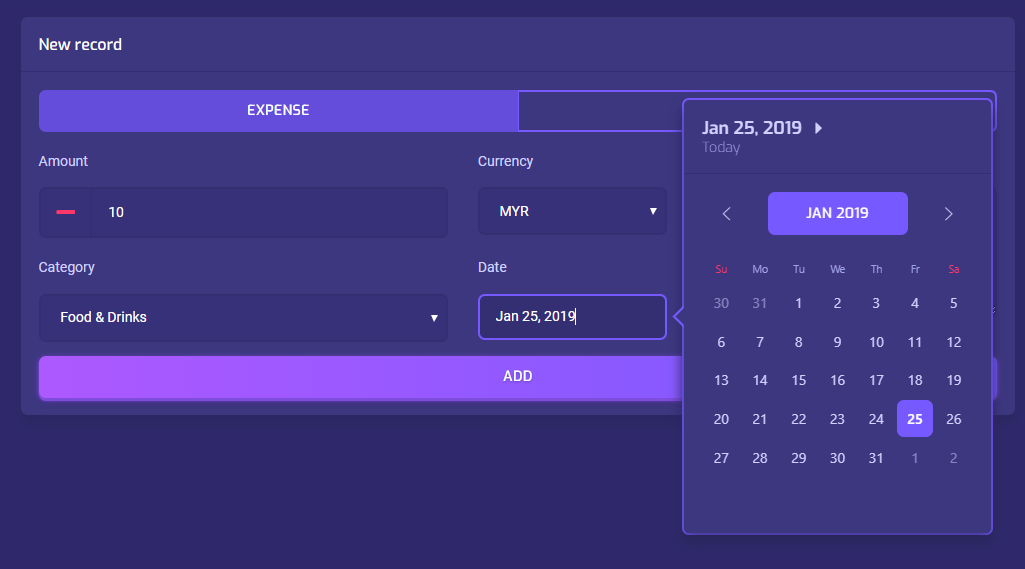 New record
EXPENSE
Amount
Currency
10
MYR
Category
Date
Food & Drinks
Jan 25, 2019
ADD
Jan 25, 2019
Today
JAN 2019
Su Mo Tu We Th Fr Sa
30 31 1 2 3 4 5
6 7 8 9 10 11 12
13 14 15 16 17 18 19
20 21 22 23 24 25 26
27 28 29 30 31 1 2